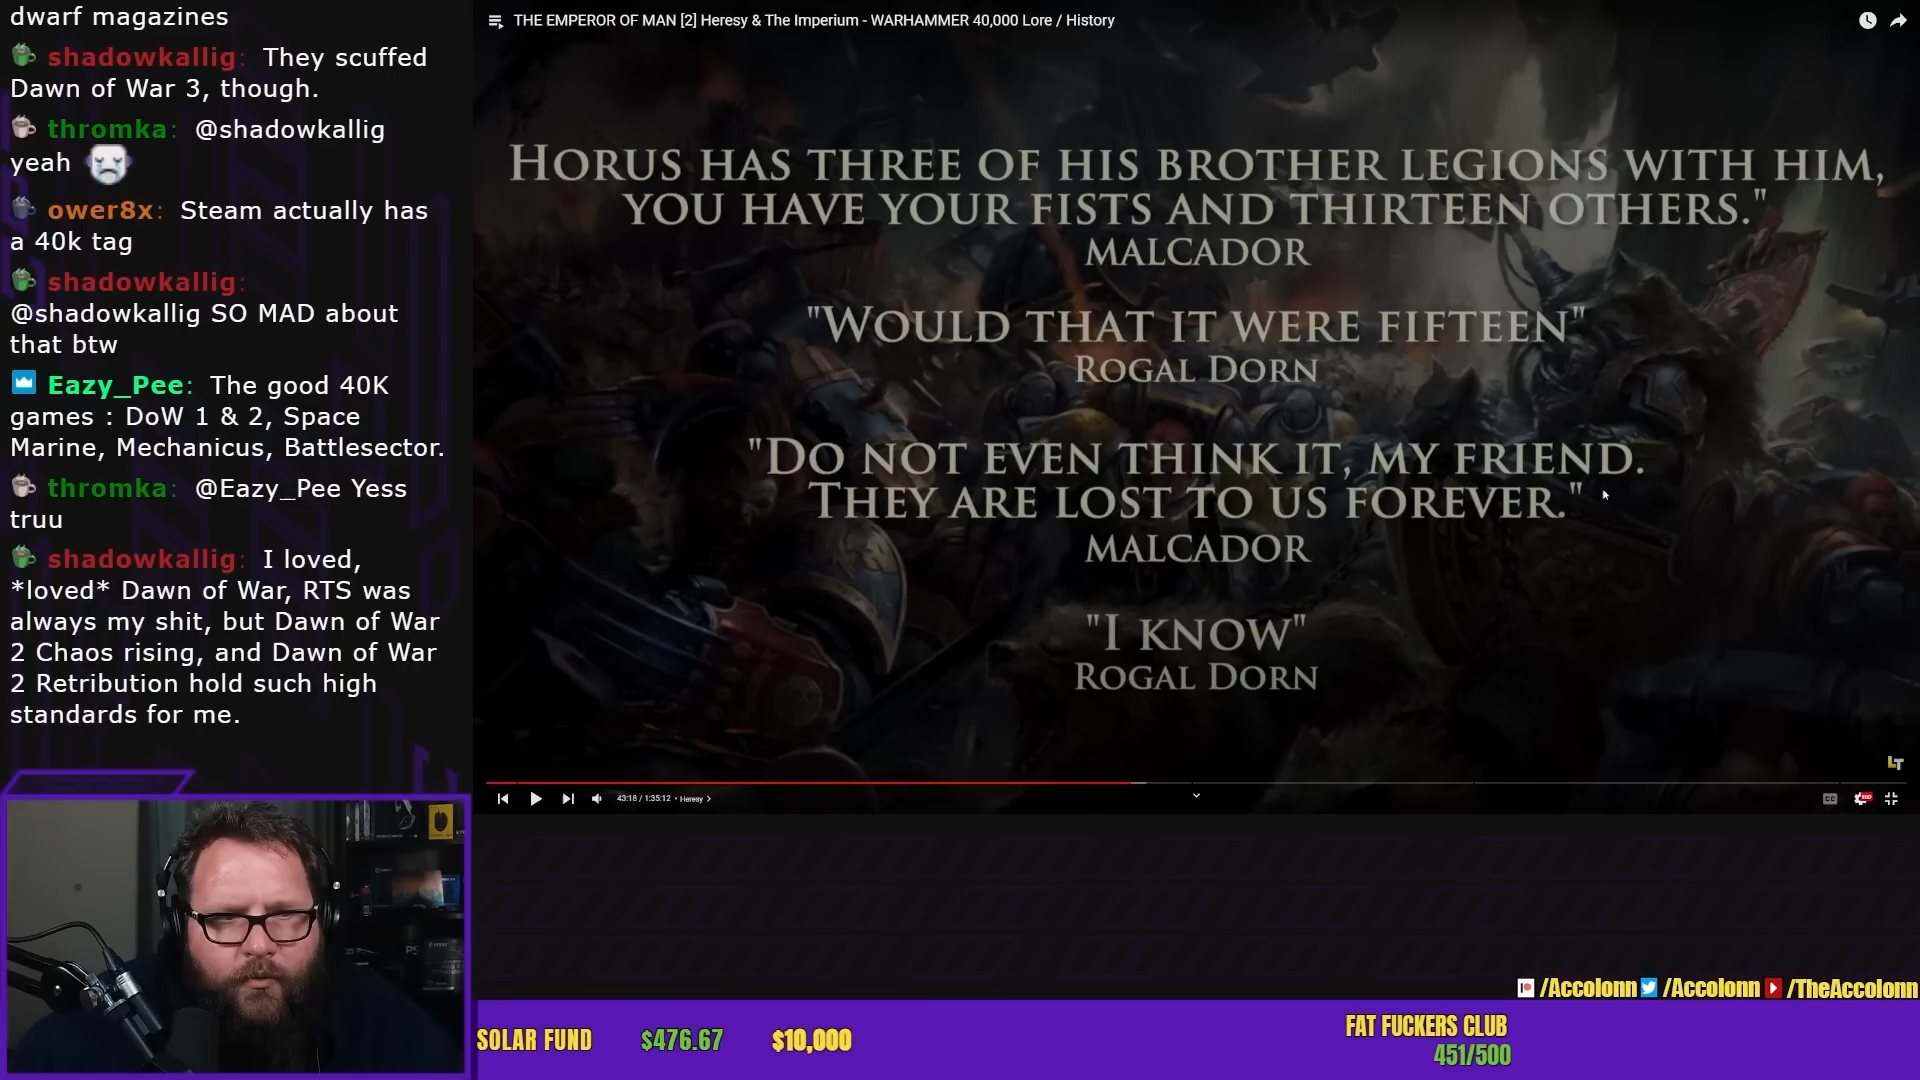 dwarf magazines
shadowkallig: They scuffed
Dawn of War 3, though.
thromka: @shadowkallig
yeah
ower8x: Steam actually has
a 40k tag
shadowkallig:
@shadowkallig SO MAD about
that btw
Eazy_Pee: The good 40K
games : DoW 1 & 2, Space
Marine, Mechanicus, Battlesector.
thromka: @Eazy_Pee Yess
truu
shadowkallig: I loved,
*loved* Dawn of War, RTS was
always my shit, but Dawn of War
2 Chaos rising, and Dawn of War
2 Retribution hold such high
standards for me.
THE EMPEROR OF MAN [2] Heresy & The Imperium - WARHAMMER 40,000 Lore / History
HORUS HAS THREE OF HIS BROTHER LEGIONS WITH HIM,
YOU HAVE YOUR FISTS AND THIRTEEN OTHERS."
MALCADOR
"WOULD THAT IT WERE FIFTEEN"
ROGAL DORN
"DO NOT EVEN THINK IT, MY FRIEND.
THEY ARE LOST TO US FOREVER."
MALCADOR
"I KNOW"
ROGAL DORN
LT
43:18 / 1:35:12 • Heresy >
CC
HD
/Accolonn /Accolonn /TheAccolonn
SOLAR FUND $476.67 $10,000
FAT FUCKERS CLUB
451/500